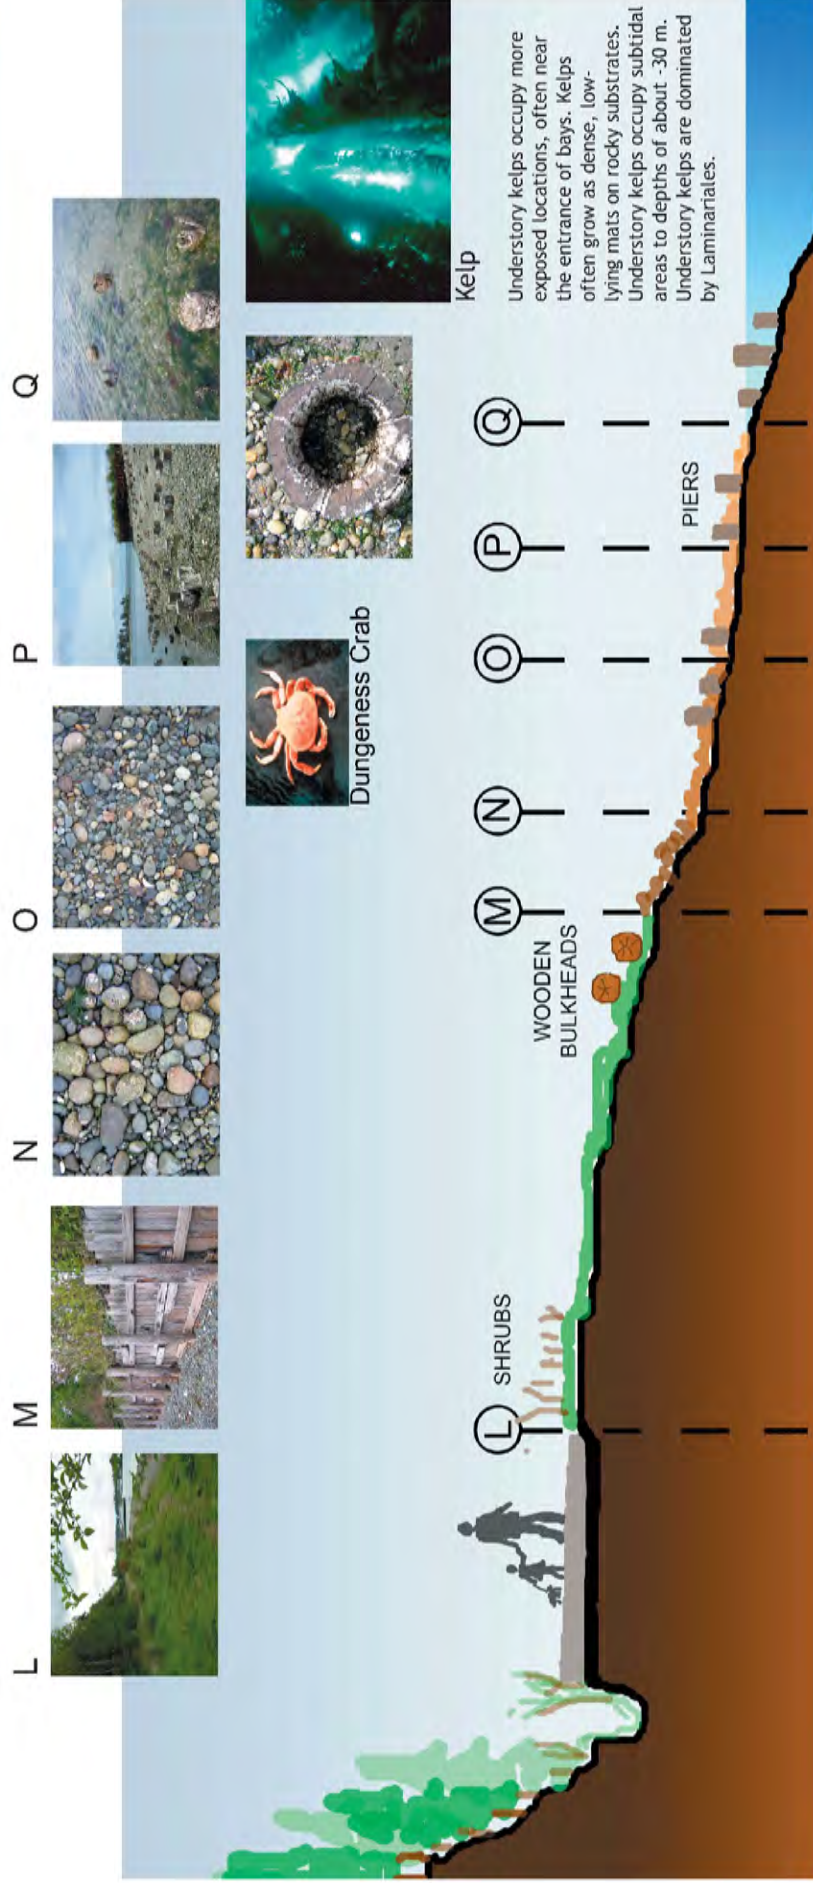 L
M
N
O
P
Q
Dungeness Crab
Kelp
Understory kelps occupy more
exposed locations, often near
the entrance of bays. Kelps
often grow as dense, low-
lying mats on rocky substrates.
Understory kelps occupy subtidal
areas to depths of about -30 m.
Understory kelps are dominated
by Laminariales.
L
SHRUBS
WOODEN
BULKHEADS
M
N
O
P
Q
PIERS